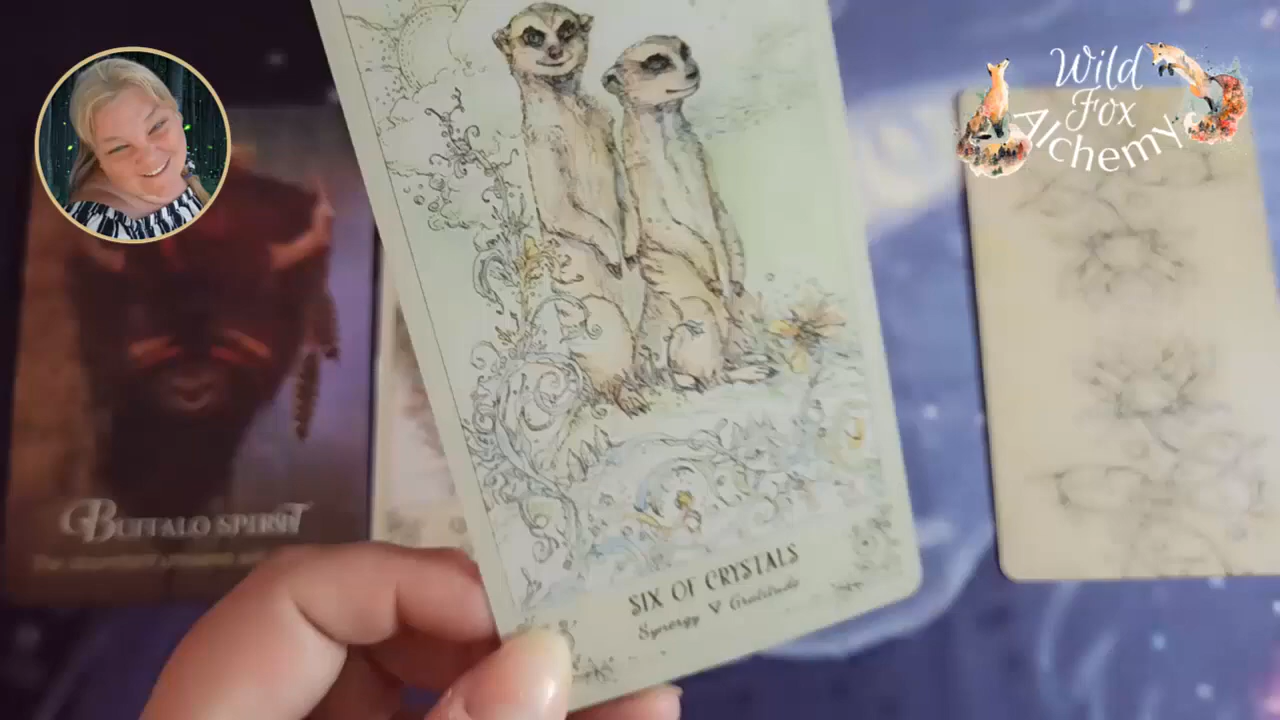 Wild
Fox
Alchemy
BUFFALO SPIRIT
SIX OF CRYSTALS
Synergy ♥ Gratitude